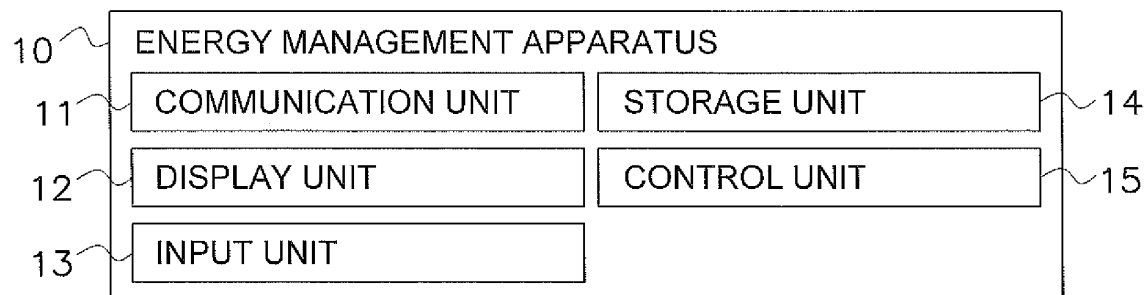 10 ENERGY MANAGEMENT APPARATUS
11 COMMUNICATION UNIT STORAGE UNIT 14
12 DISPLAY UNIT CONTROL UNIT 15
13 INPUT UNIT